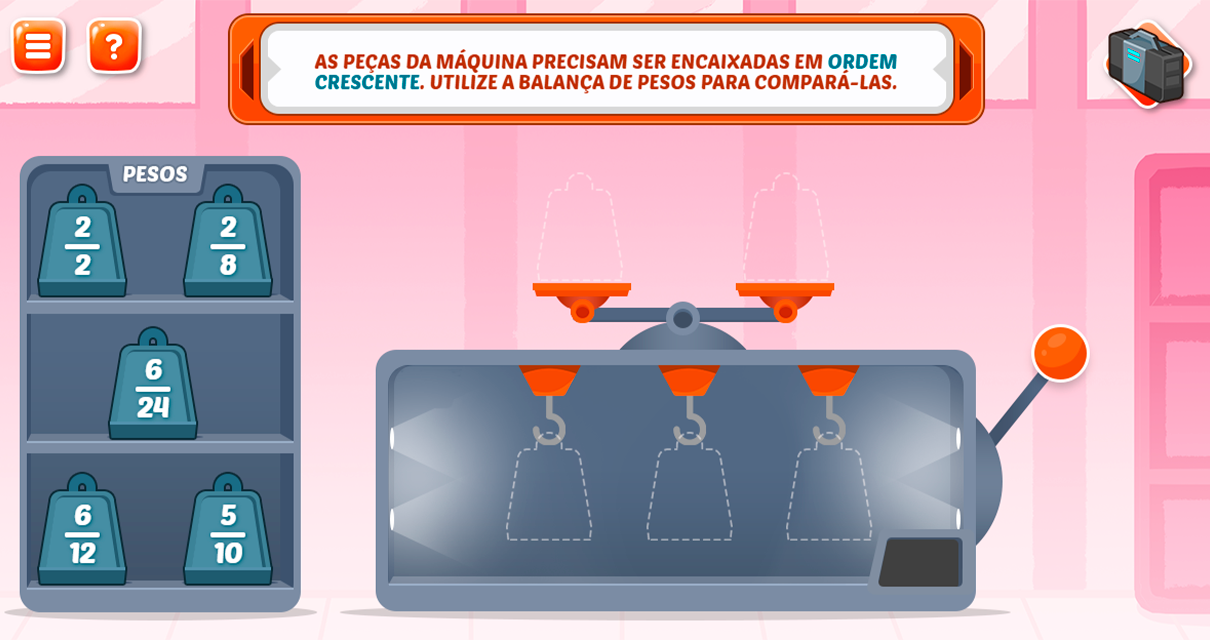 ?
AS PEÇAS DA MÁQUINA PRECISAM SER ENCAIXADAS EM ORDEM
CRESCENTE. UTILIZE A BALANÇA DE PESOS PARA COMPARÁ-LAS.
PESOS
2/2 2/8
6/24
6/12 5/10